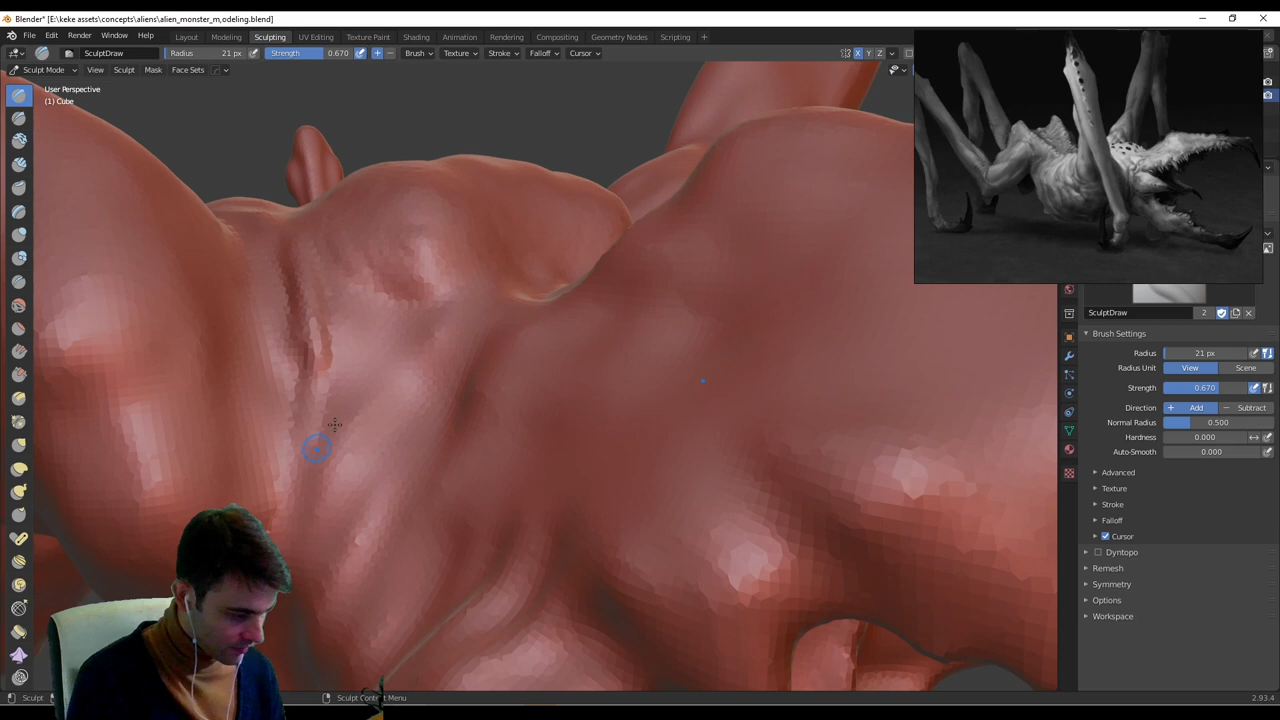 Blender* [E:\keke assets\concepts\aliens\alien_monster_m,odeling.blend]
File Edit Render Window Help Layout Modeling Sculpting UV Editing Texture Paint Shading Animation Rendering Compositing Geometry Nodes Scripting +
SculptDraw Radius 21 px Strength 0.670 + − Brush Texture Stroke Falloff Cursor X Y Z
Sculpt Mode View Sculpt Mask Face Sets
User Perspective
(1) Cube
SculptDraw 2
Brush Settings
Radius 21 px
Radius Unit View Scene
Strength 0.670
Direction + Add − Subtract
Normal Radius 0.500
Hardness 0.000
Auto-Smooth 0.000
Advanced
Texture
Stroke
Falloff
Cursor
Dyntopo
Remesh
Symmetry
Options
Workspace
Sculpt Sculpt Context Menu 2.93.4